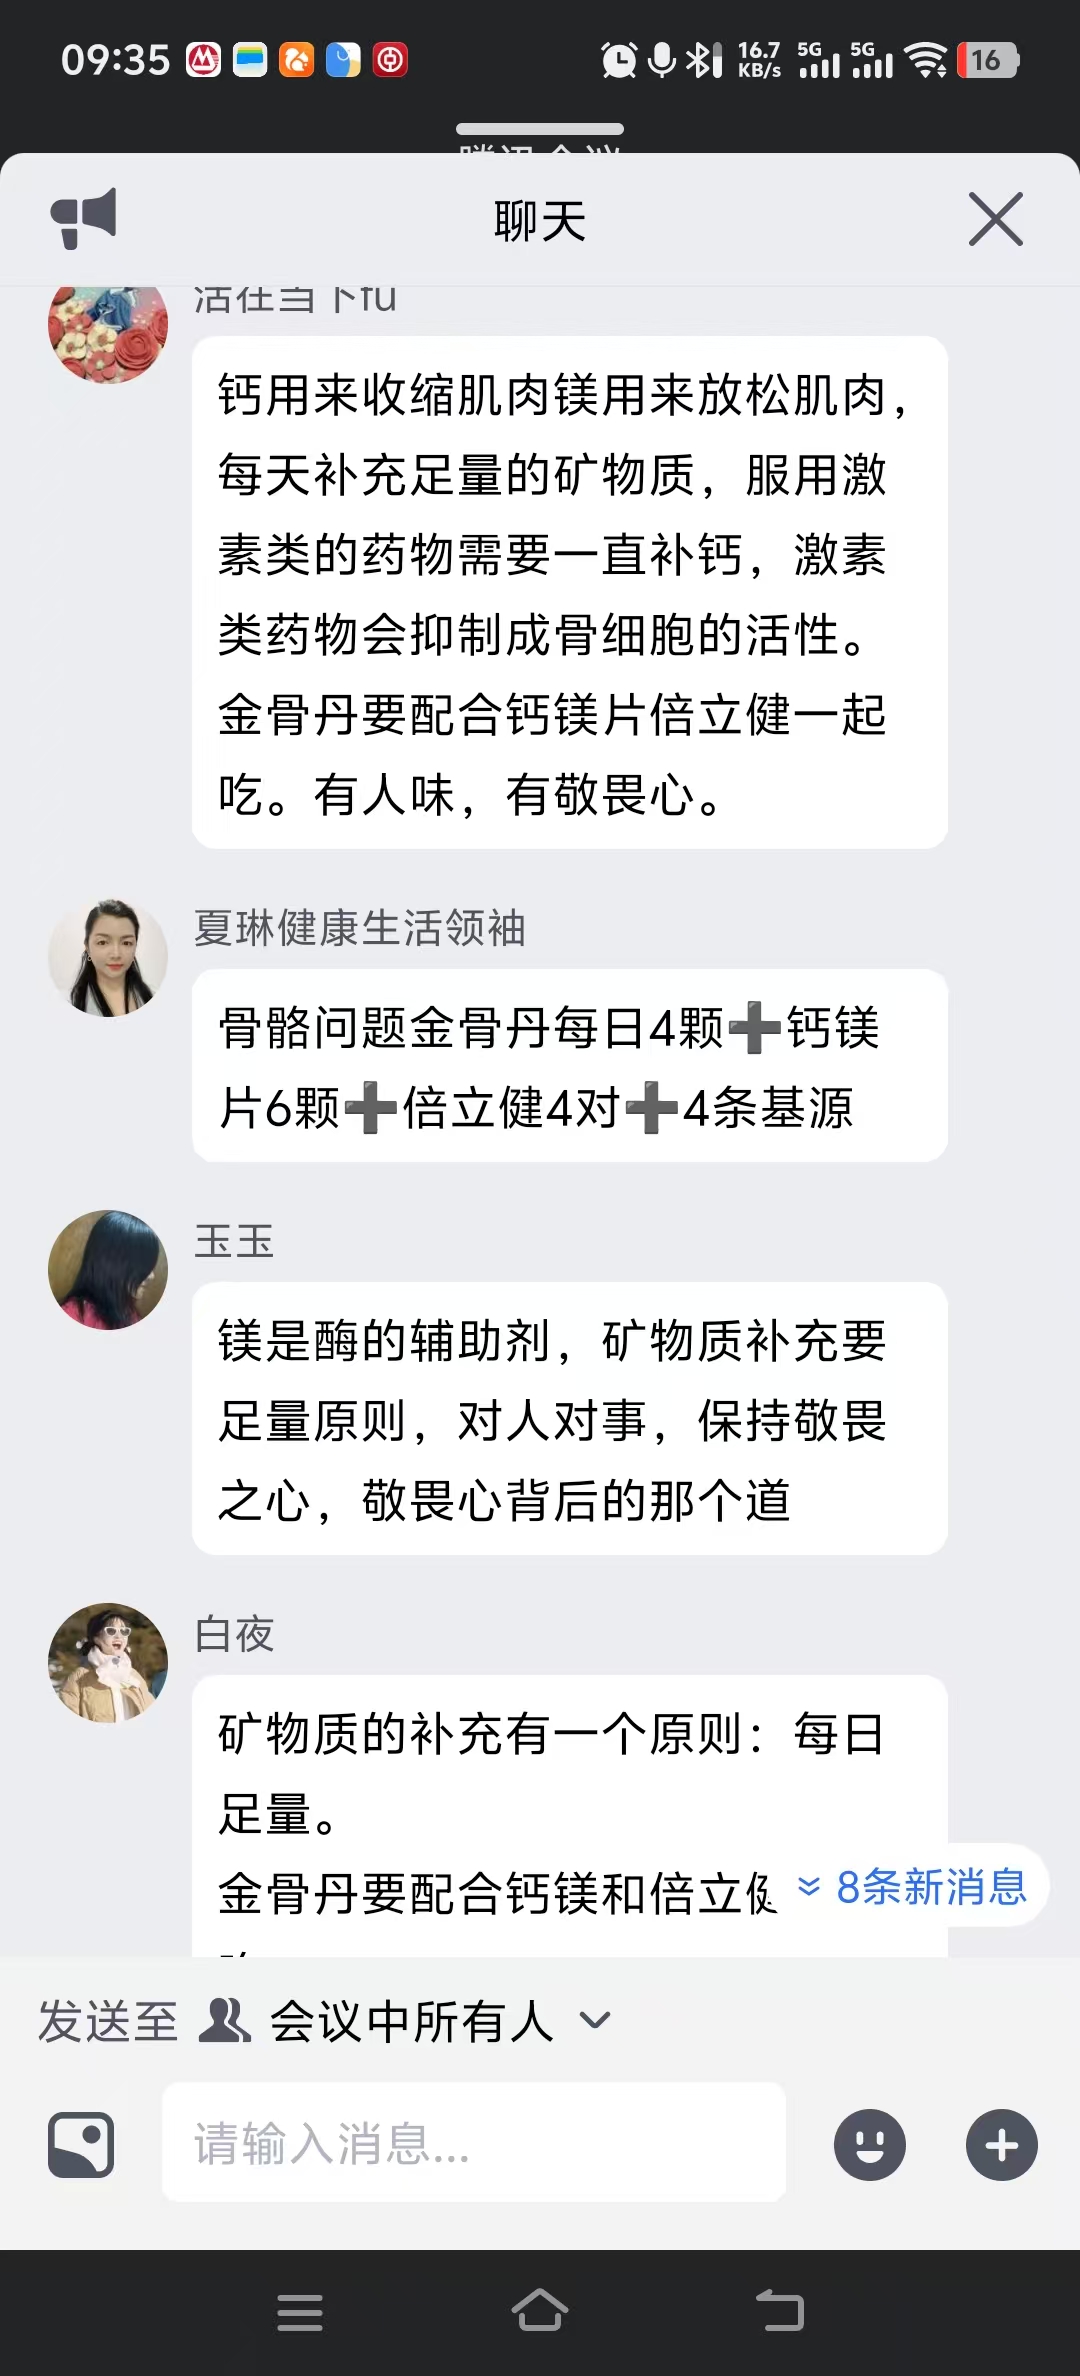 09:35
16.7 KB/s 5G 5G 16
聊天
活在当下fu
钙用来收缩肌肉镁用来放松肌肉，
每天补充足量的矿物质，服用激
素类的药物需要一直补钙，激素
类药物会抑制成骨细胞的活性。
金骨丹要配合钙镁片倍立健一起
吃。有人味，有敬畏心。
夏琳健康生活领袖
骨骼问题金骨丹每日4颗➕钙镁
片6颗➕倍立健4对➕4条基源
玉玉
镁是酶的辅助剂，矿物质补充要
足量原则，对人对事，保持敬畏
之心，敬畏心背后的那个道
白夜
矿物质的补充有一个原则：每日
足量。
金骨丹要配合钙镁和倍立健
8条新消息
发送至 会议中所有人
请输入消息...